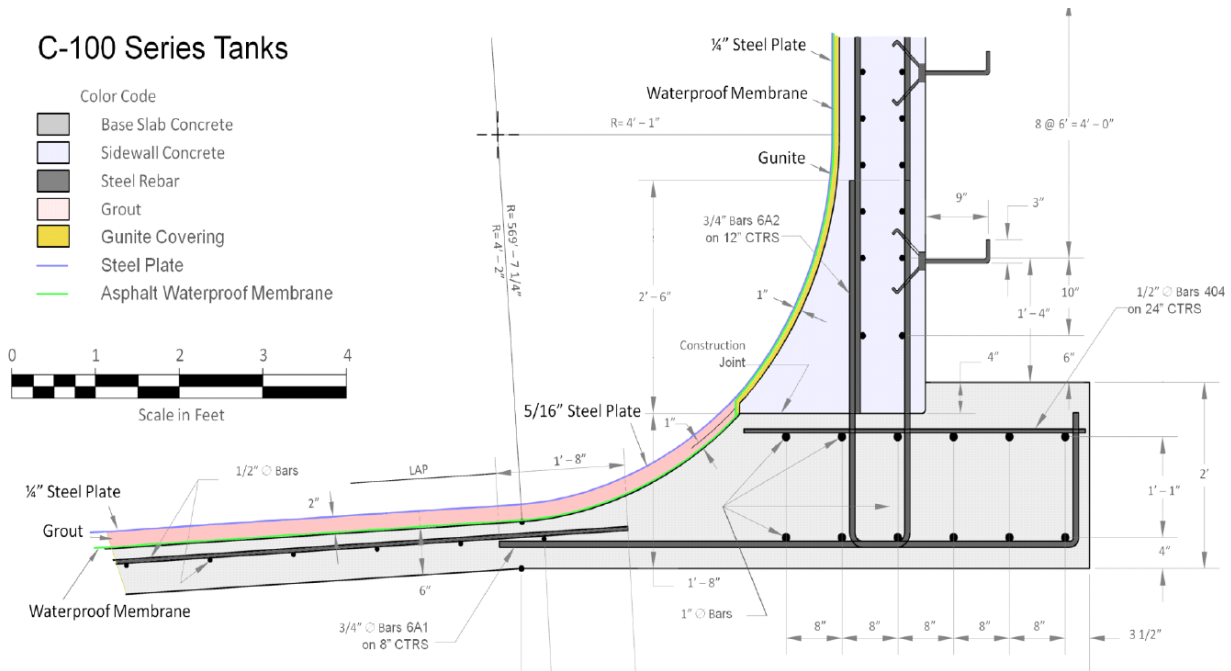 C-100 Series Tanks
Color Code
Base Slab Concrete
Sidewall Concrete
Steel Rebar
Grout
Gunite Covering
Steel Plate
Asphalt Waterproof Membrane
0 1 2 3 4
Scale in Feet
¼” Steel Plate
Waterproof Membrane
R= 4’ – 1”
Gunite
8 @ 6’ = 4’ – 0”
R= 569’ – 7 1/4”
R= 4’ – 2”
3/4” Bars 6A2
on 12” CTRS
9”
3”
2’ – 6”
1”
10”
1’ – 4”
1/2” ∅ Bars 404
on 24” CTRS
Construction
Joint
4”
6”
5/16” Steel Plate
1”
1’ – 8”
LAP
1/2” ∅ Bars
¼” Steel Plate
2”
Grout
2’
1’ – 1”
4”
6”
1’ – 8”
Waterproof Membrane
1” ∅ Bars
3/4” ∅ Bars 6A1
on 8” CTRS
8” 8” 8” 8” 8”
3 1/2”